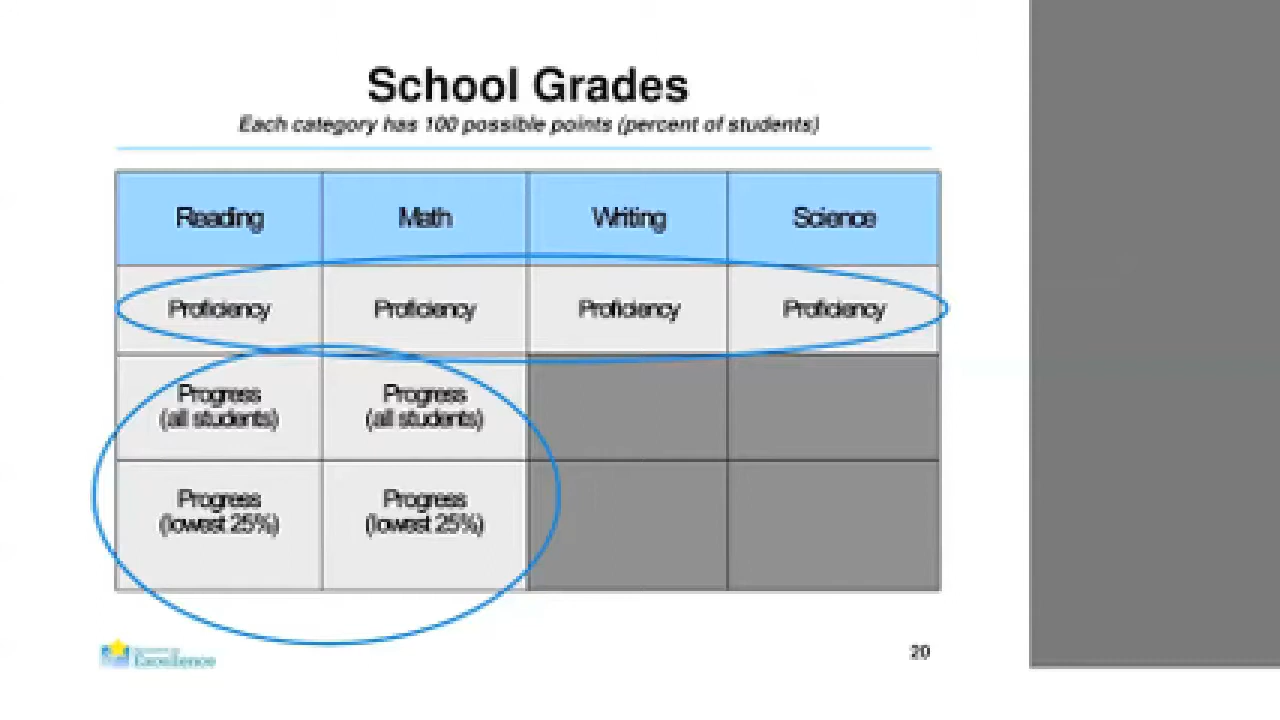 School Grades
Each category has 100 possible points (percent of students)
Reading Math Writing Science
Proficiency Proficiency Proficiency Proficiency
Progress Progress
(all students) (all students)
Progress Progress
(lowest 25%) (lowest 25%)
Excellence
20